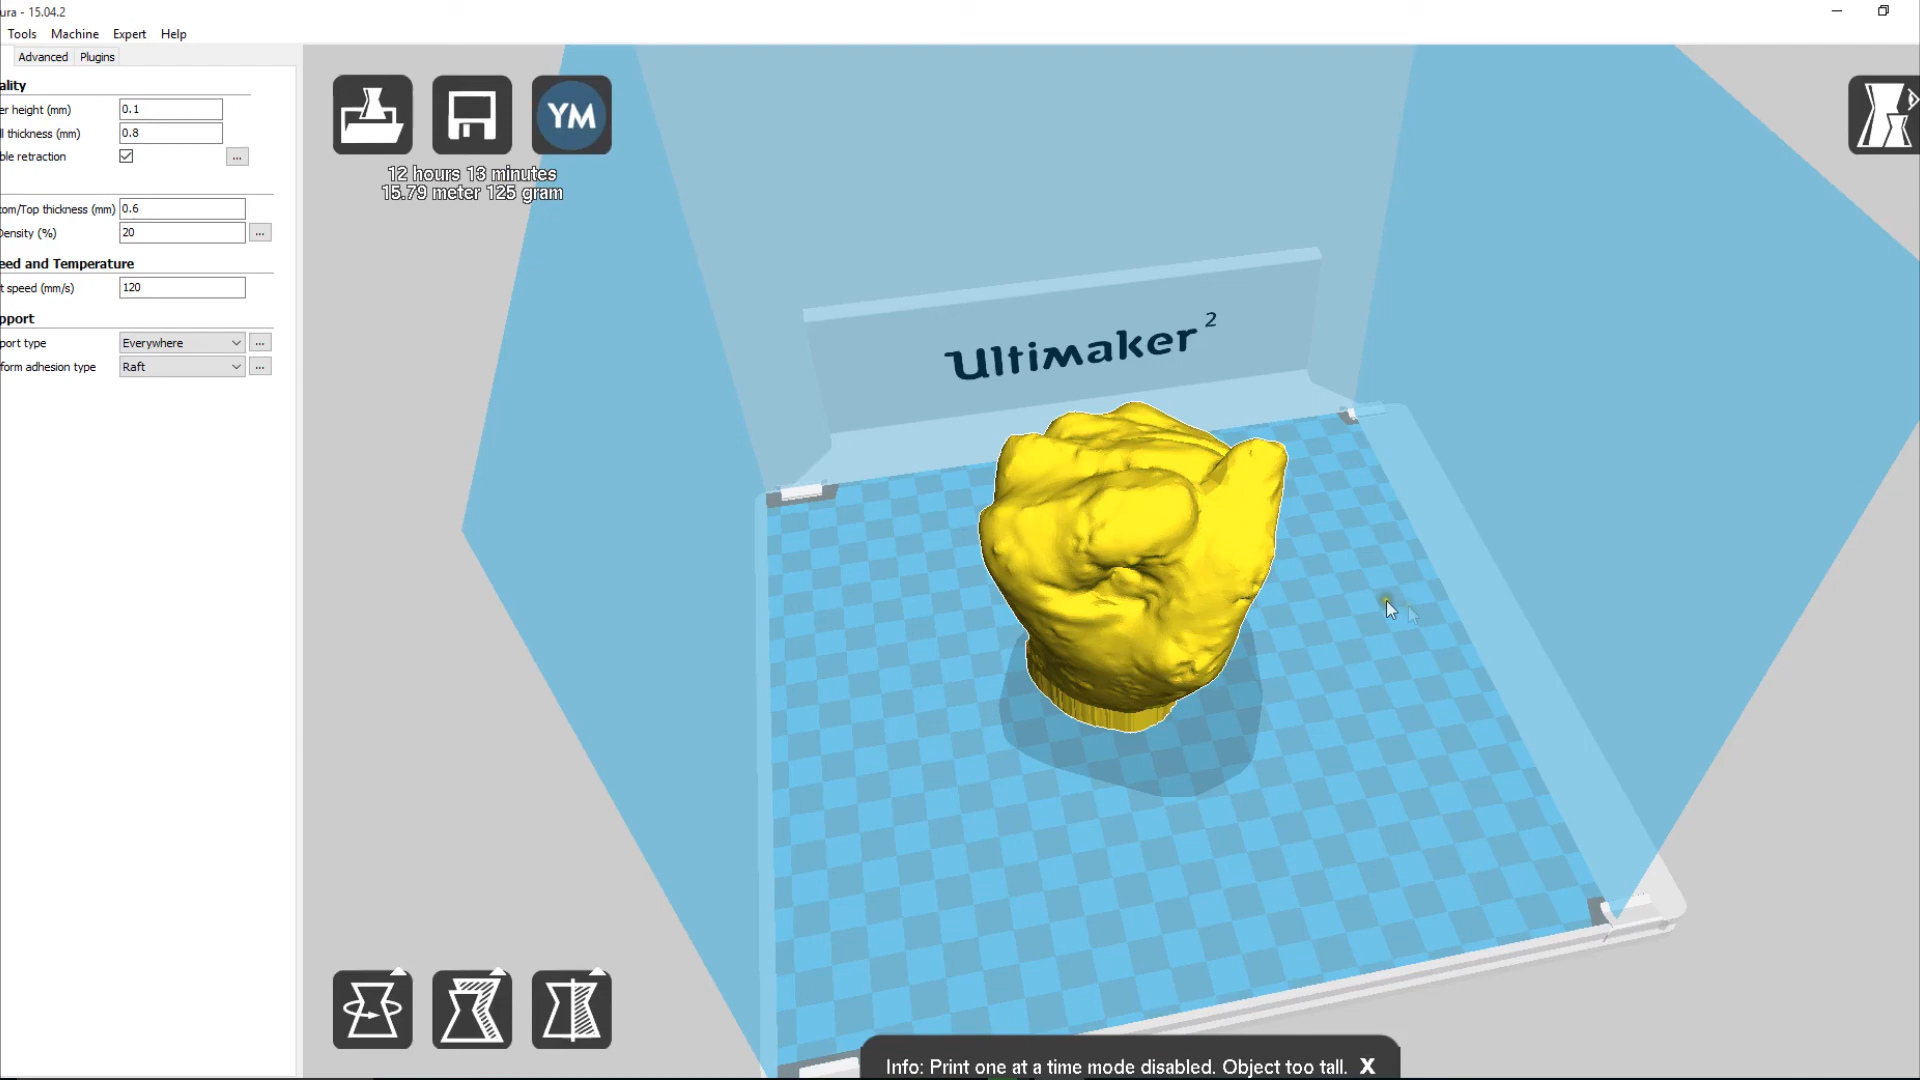 ura - 15.04.2
Tools Machine Expert Help
Advanced Plugins
ality
er height (mm) 0.1
ll thickness (mm) 0.8
ble retraction ...
om/Top thickness (mm) 0.6
Density (%) 20 ...
eed and Temperature
t speed (mm/s) 120
pport
port type Everywhere ...
form adhesion type Raft ...
YM
12 hours 13 minutes
15.79 meter 125 gram
Ultimaker 2
Info: Print one at a time mode disabled. Object too tall. X